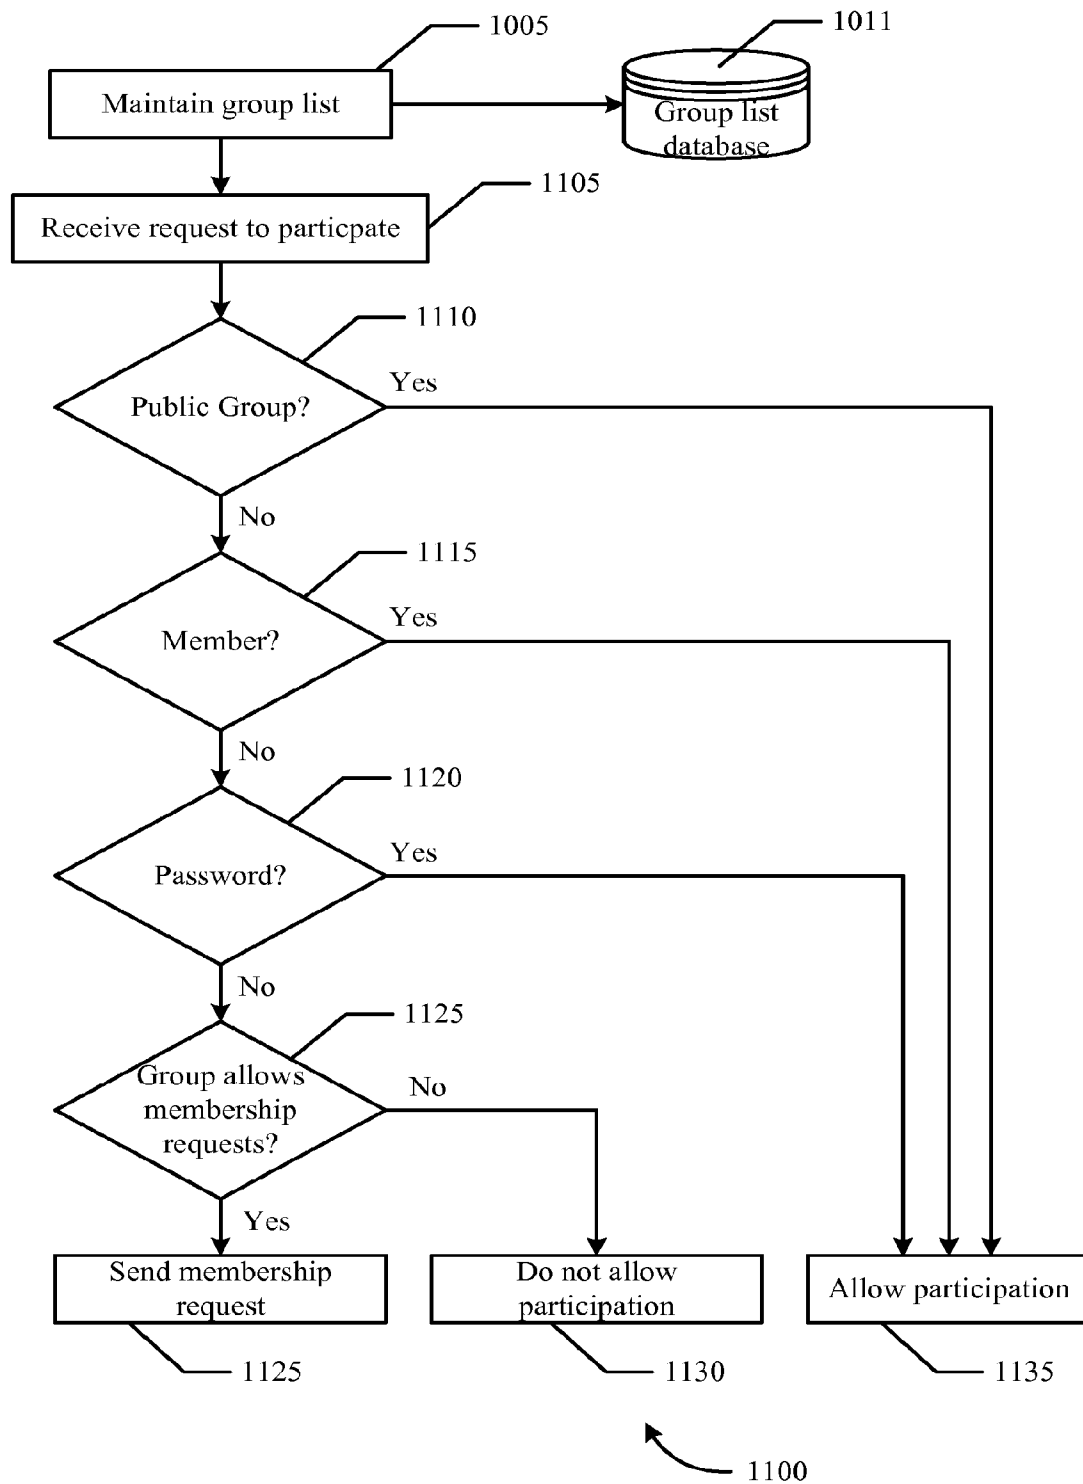 1005
1011
Maintain group list
Group list
database
1105
Receive request to particpate
1110
Yes
Public Group?
No
1115
Yes
Member?
No
1120
Yes
Password?
No
1125
Group allows
membership
requests?
No
Yes
Send membership
request
Do not allow
participation
Allow participation
1125
1130
1135
1100